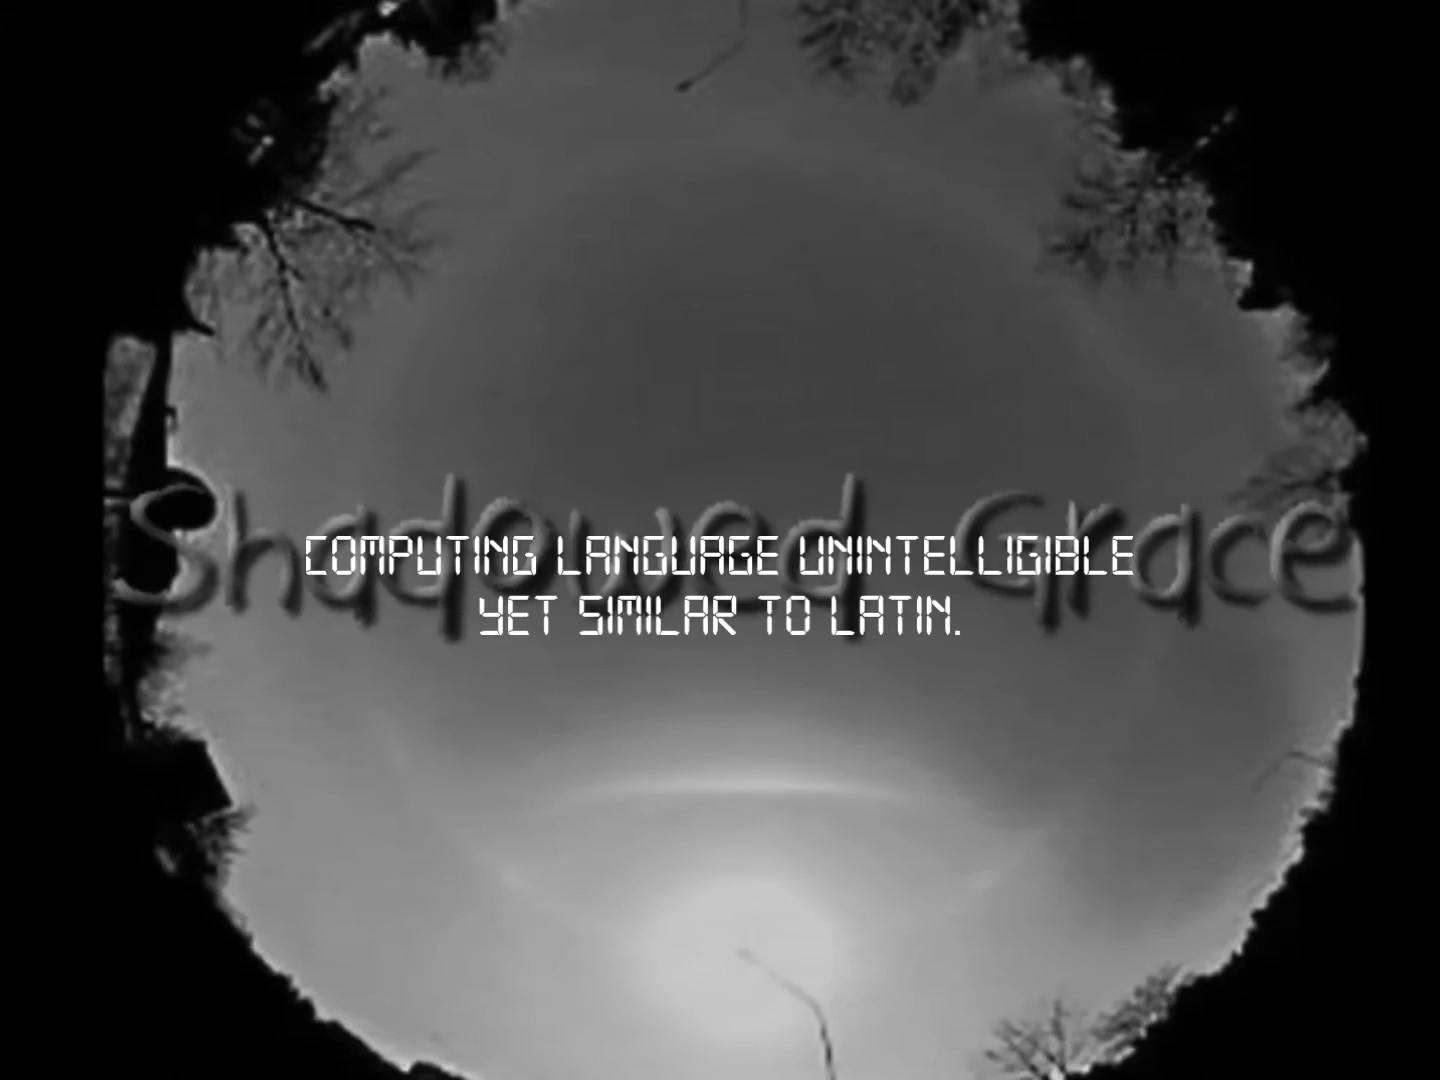 Shadowed Grace
COMPUTING LANGUAGE UNINTELLIGIBLE
YET SIMILAR TO LATIN.